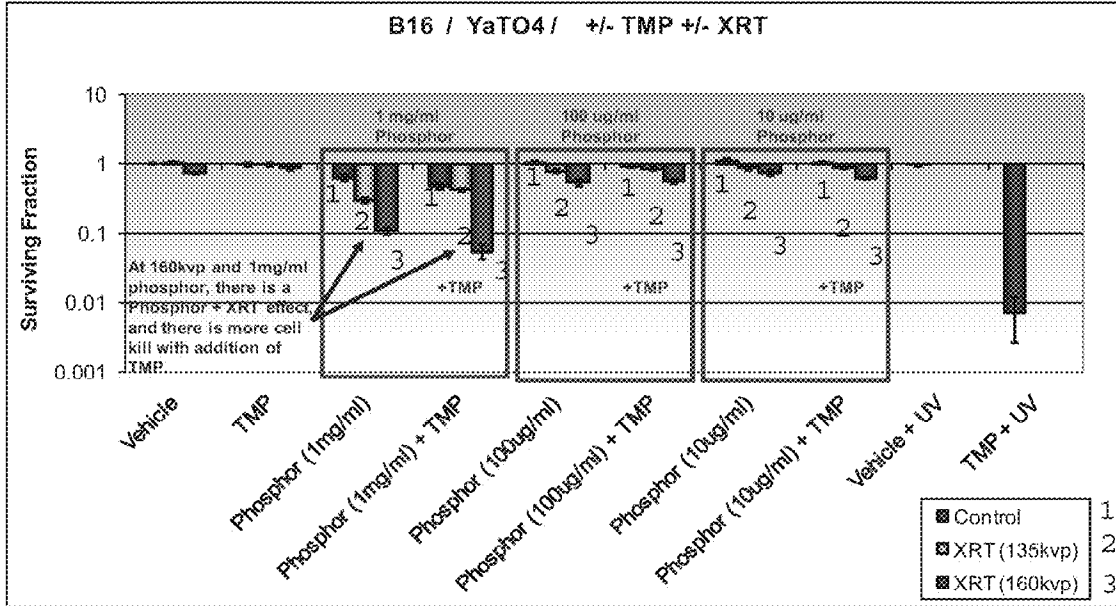 B16 / YaTO4 / +/- TMP +/- XRT
Surviving Fraction
10
1
0.1
0.01
0.001
1 mg/ml
Phosphor
100 ug/ml
Phosphor
10 ug/ml
Phosphor
1
2
3
1
2
3
1
2
3
1
2
3
1
2
3
1
2
3
+TMP
+TMP
+TMP
At 160kvp and 1mg/ml
phosphor, there is a
Phosphor + XRT effect,
and there is more cell
kill with addition of
TMP
Vehicle
TMP
Phosphor (1mg/ml)
Phosphor (1mg/ml) + TMP
Phosphor (100ug/ml)
Phosphor (100ug/ml) + TMP
Phosphor (10ug/ml)
Phosphor (10ug/ml) + TMP
Vehicle + UV
TMP + UV
Control 1
XRT (135kvp) 2
XRT (160kvp) 3